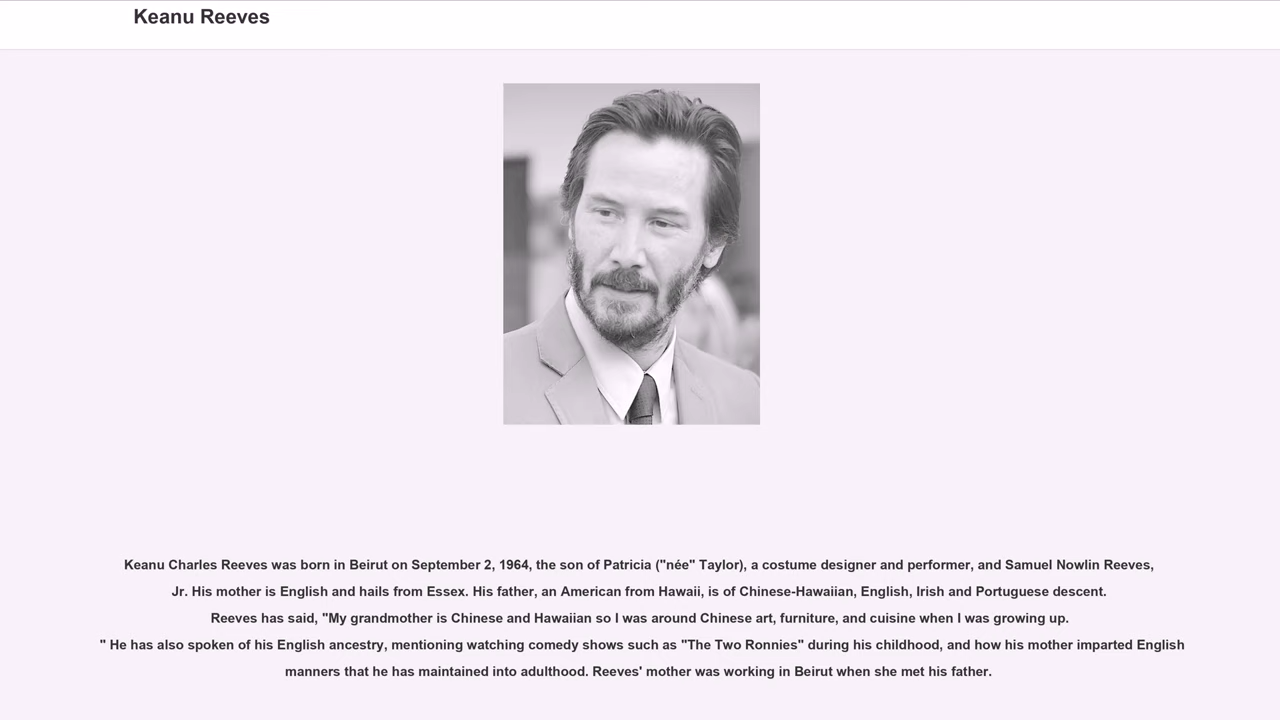 Keanu Reeves
Keanu Charles Reeves was born in Beirut on September 2, 1964, the son of Patricia ("née" Taylor), a costume designer and performer, and Samuel Nowlin Reeves,
Jr. His mother is English and hails from Essex. His father, an American from Hawaii, is of Chinese-Hawaiian, English, Irish and Portuguese descent.
Reeves has said, "My grandmother is Chinese and Hawaiian so I was around Chinese art, furniture, and cuisine when I was growing up.
" He has also spoken of his English ancestry, mentioning watching comedy shows such as "The Two Ronnies" during his childhood, and how his mother imparted English
manners that he has maintained into adulthood. Reeves' mother was working in Beirut when she met his father.